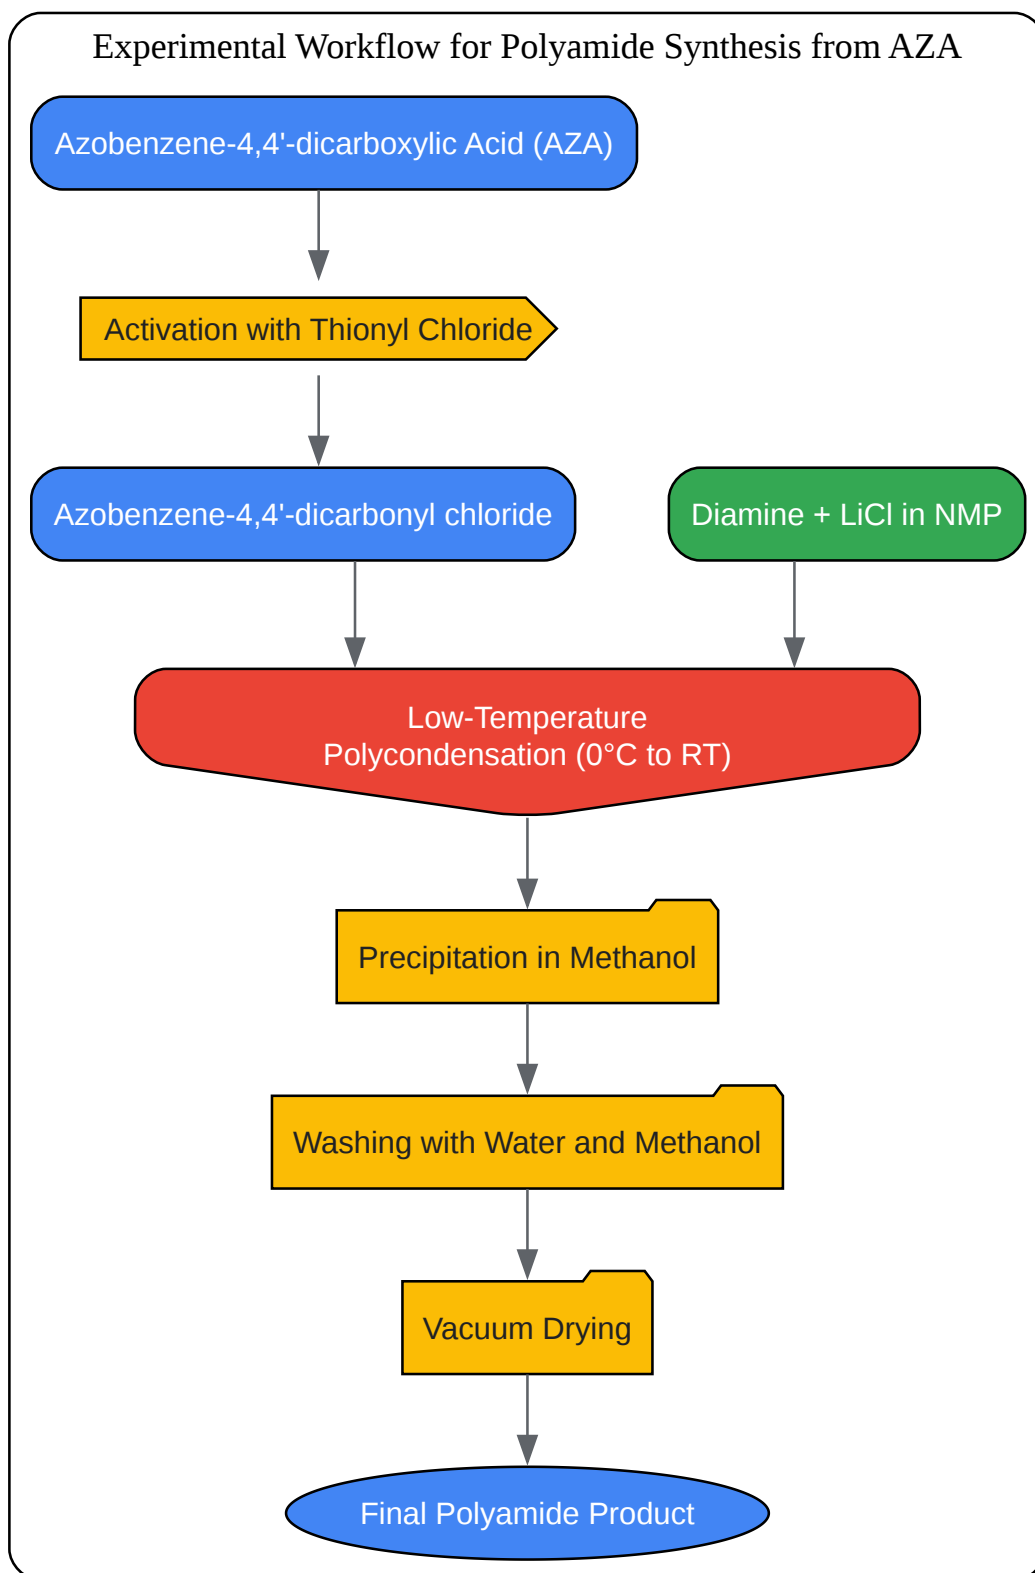 Experimental Workflow for Polyamide Synthesis from AZA
Azobenzene-4,4'-dicarboxylic Acid (AZA)
Activation with Thionyl Chloride
Azobenzene-4,4'-dicarbonyl chloride
Diamine + LiCl in NMP
Low-Temperature
Polycondensation (0°C to RT)
Precipitation in Methanol
Washing with Water and Methanol
Vacuum Drying
Final Polyamide Product